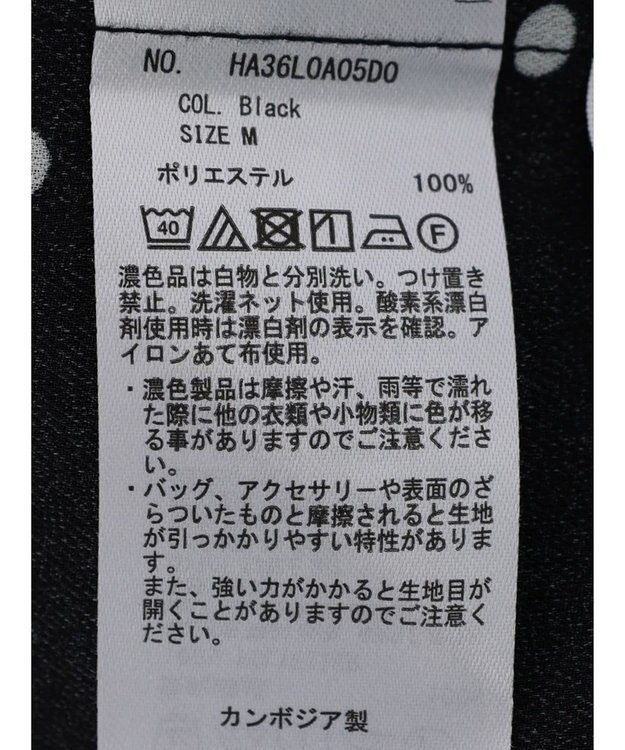 NO. HA36L0A05D0
COL. Black
SIZE M
ポリエステル 100%
40 F
濃色品は白物と分別洗い。つけ置き
禁止。洗濯ネット使用。酸素系漂白
剤使用時は漂白剤の表示を確認。ア
イロンあて布使用。
・濃色製品は摩擦や汗、雨等で濡れ
た際に他の衣類や小物類に色が移
る事がありますのでご注意くださ
い。
・バッグ、アクセサリーや表面のざ
らついたものと摩擦されると生地
が引っかかりやすい特性がありま
す。
また、強い力がかかると生地目が
開くことがありますのでご注意く
ださい。
カンボジア製